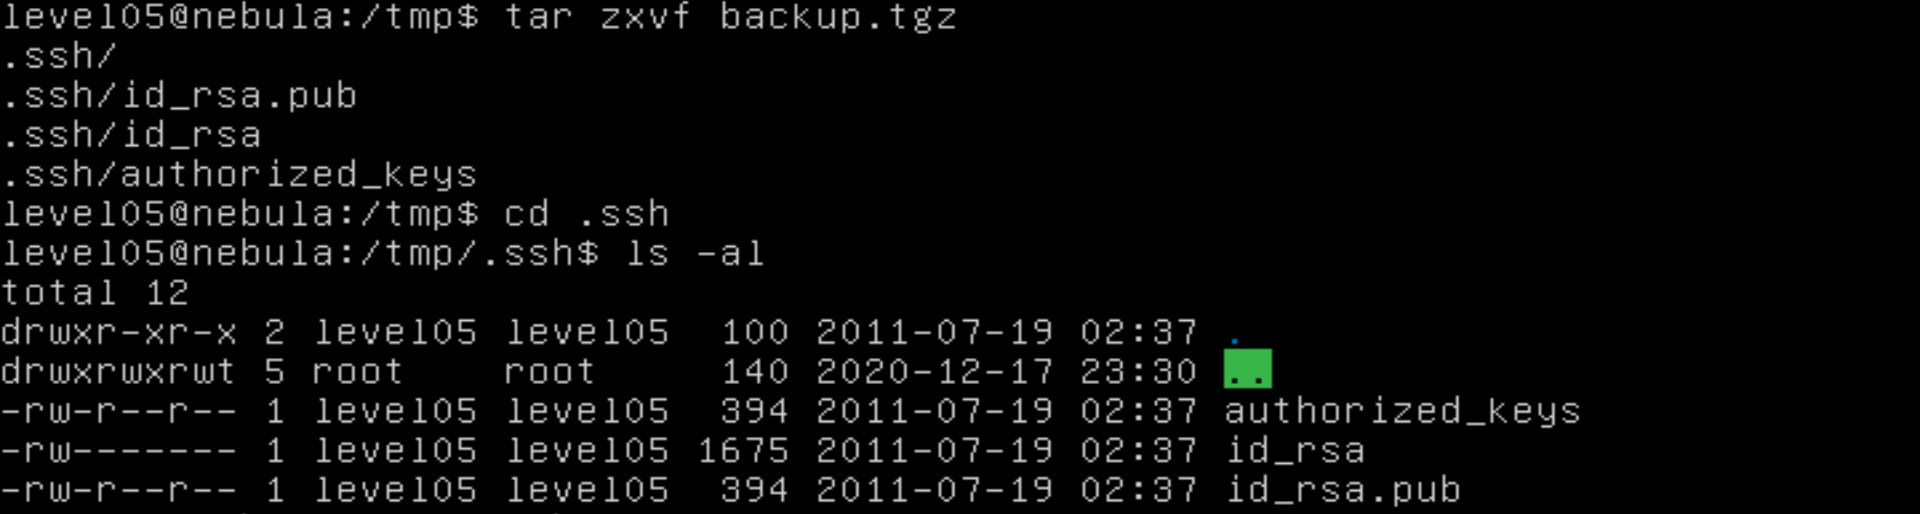 level05@nebula:/tmp$ tar zxvf backup.tgz
.ssh/
.ssh/id_rsa.pub
.ssh/id_rsa
.ssh/authorized_keys
level05@nebula:/tmp$ cd .ssh
level05@nebula:/tmp/.ssh$ ls -al
total 12
drwxr-xr-x 2 level05 level05  100 2011-07-19 02:37 .
drwxrwxrwt 5 root    root     140 2020-12-17 23:30 ..
-rw-r--r-- 1 level05 level05  394 2011-07-19 02:37 authorized_keys
-rw------- 1 level05 level05 1675 2011-07-19 02:37 id_rsa
-rw-r--r-- 1 level05 level05  394 2011-07-19 02:37 id_rsa.pub